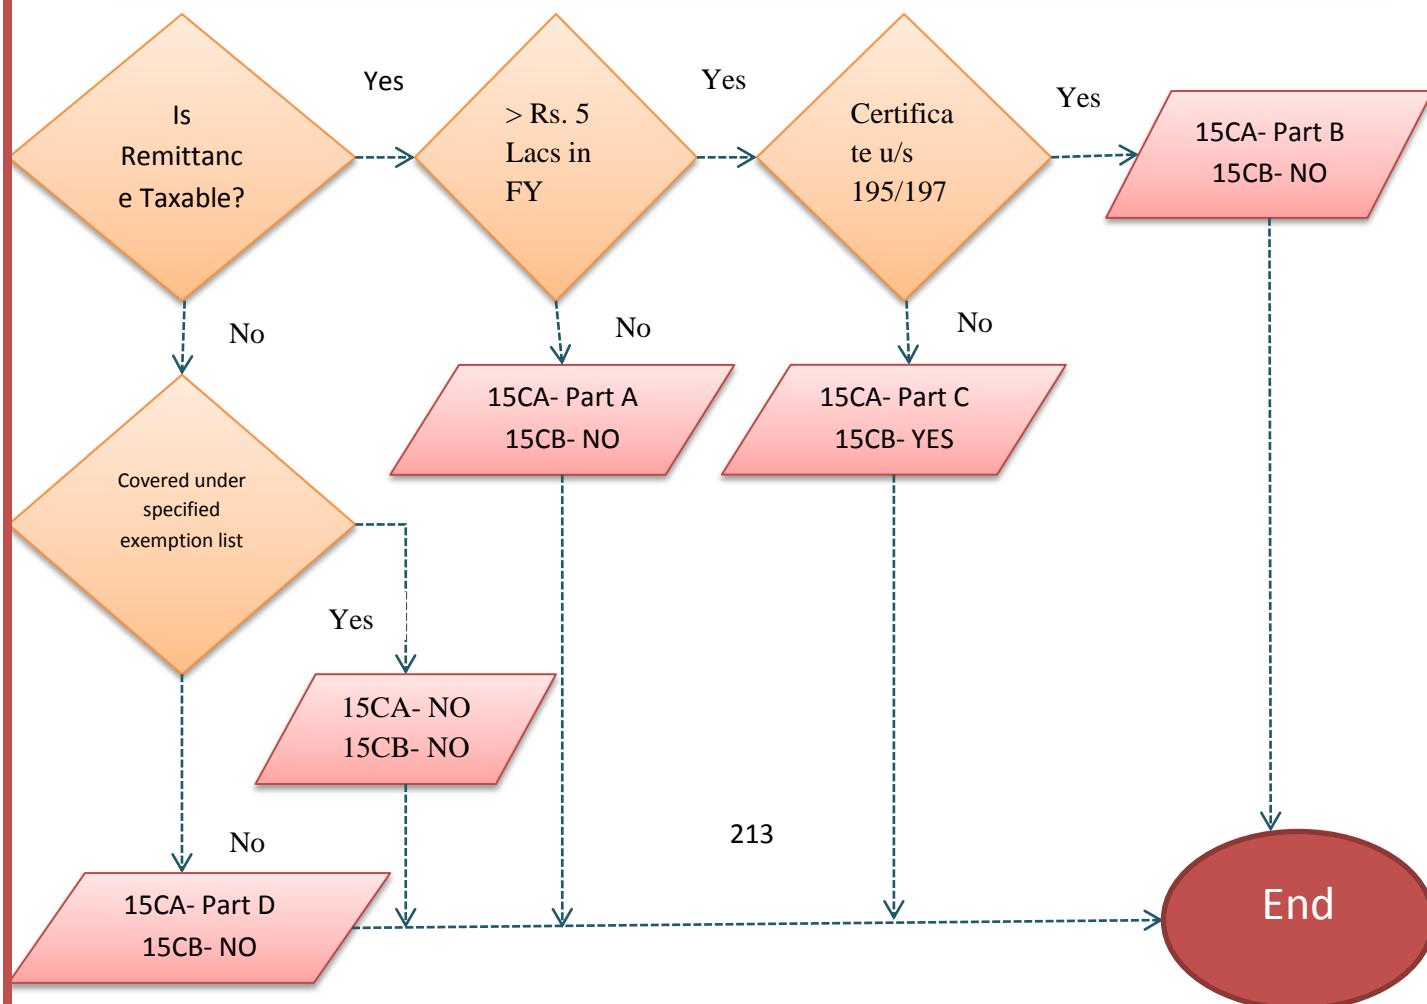 Is
Remittanc
e Taxable?
Yes
> Rs. 5
Lacs in
FY
Yes
Certifica
te u/s
195/197
Yes
15CA- Part B
15CB- NO
No
No
No
15CA- Part A
15CB- NO
15CA- Part C
15CB- YES
Covered under
specified
exemption list
Yes
15CA- NO
15CB- NO
No
15CA- Part D
15CB- NO
213
End